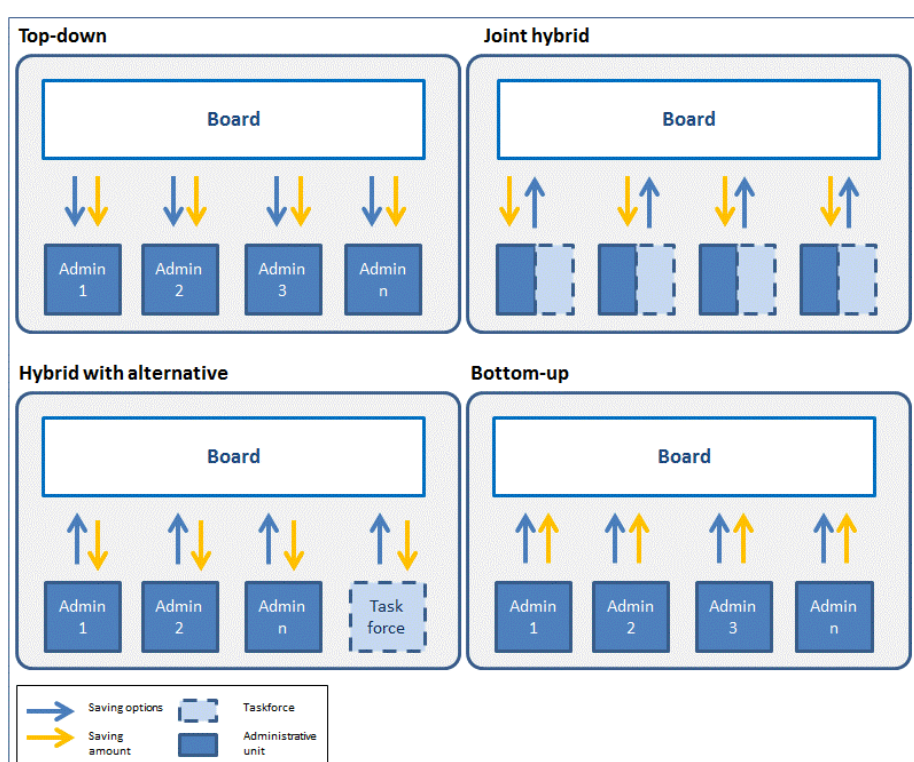 Top-down
Joint hybrid
Board
Board
Admin
1
Admin
2
Admin
3
Admin
n
Hybrid with alternative
Bottom-up
Board
Board
Admin
1
Admin
2
Admin
n
Task
force
Admin
1
Admin
2
Admin
3
Admin
n
Saving options
Taskforce
Saving
amount
Administrative
unit